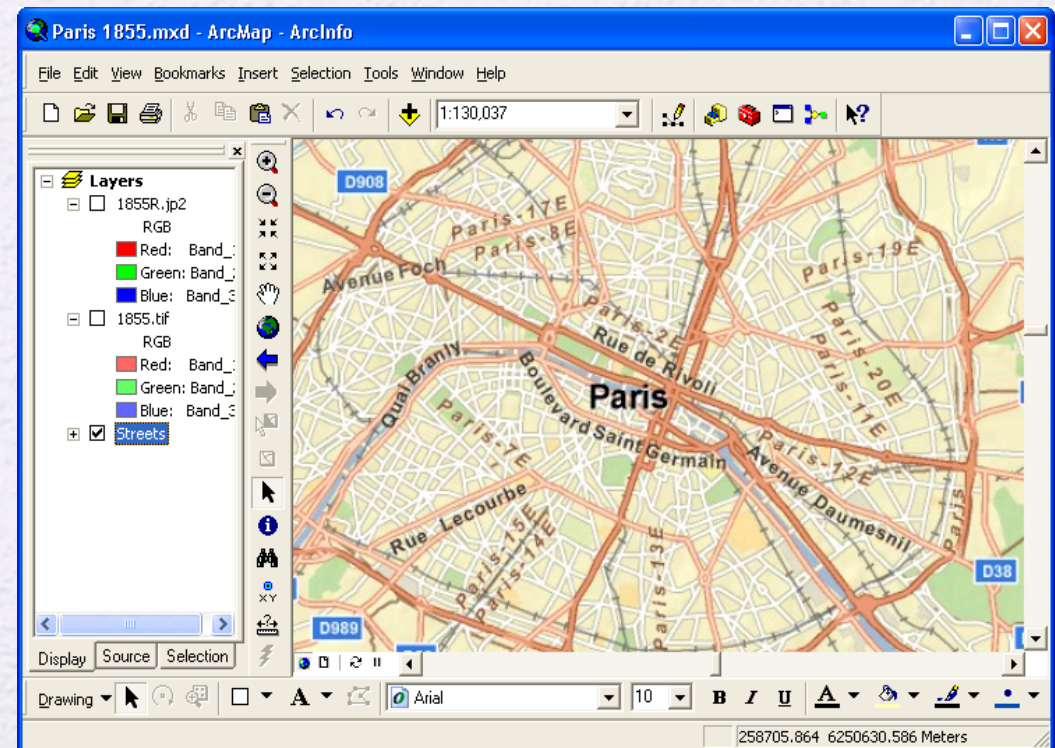 Paris 1855.mxd - ArcMap - ArcInfo
File Edit View Bookmarks Insert Selection Tools Window Help
1:130,037
Layers
1855R.jp2
RGB
Red: Band_
Green: Band_
Blue: Band_3
1855.tif
RGB
Red: Band_
Green: Band_
Blue: Band_3
Streets
Display Source Selection
D908
Paris-17E
Paris-8E
Paris-19E
Avenue Foch
Paris-2E
Rue de Rivoli
Paris-20E
Paris-11E
Quai Branly
Boulevard Saint Germain
Paris
Paris-7E
Paris-12E
Avenue Daumesnil
Rue Lecourbe
Paris-15E
Paris-14E
Paris-13E
Paris
D38
D989
XY
Drawing A Arial 10 B I U A
258705.864 6250630.586 Meters